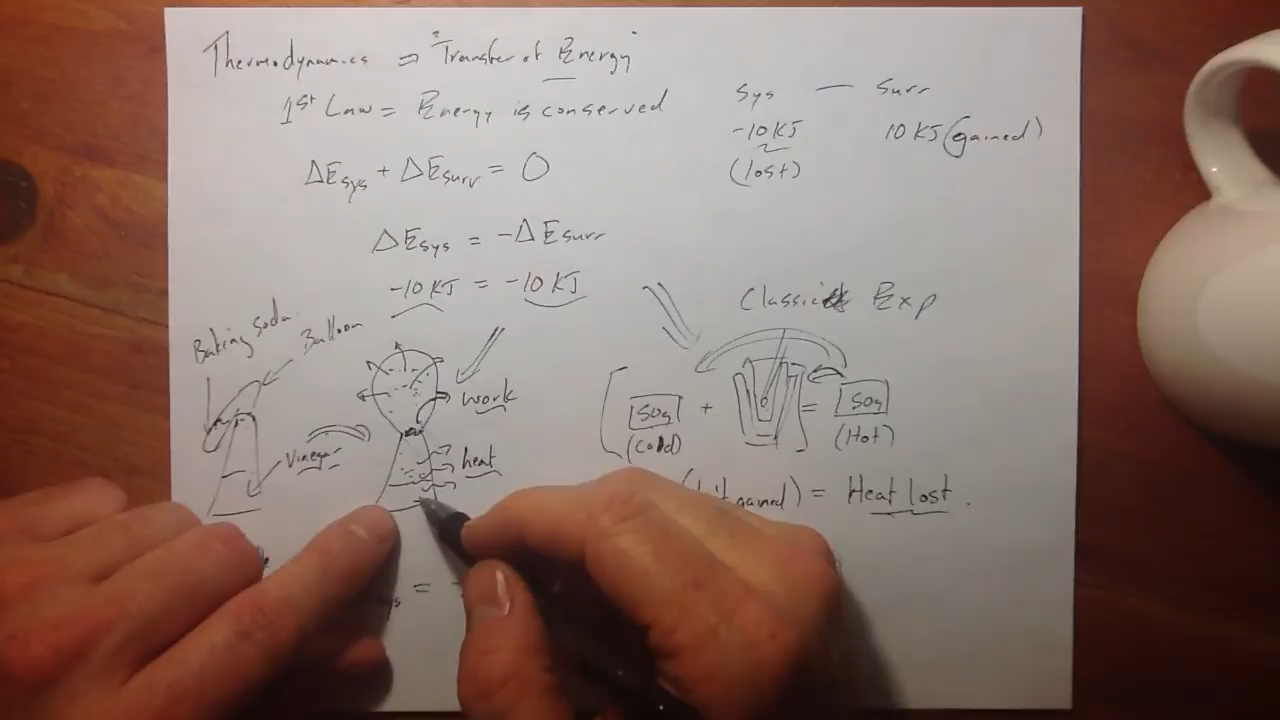 Thermodynamics => "Transfer of Energy"
1st Law = Energy is conserved
Sys — Surr
-10 KJ 10 KJ (gained)
(lost)
ΔEsys + ΔEsurr = 0
ΔEsys = -ΔEsurr
-10 KJ = -10 KJ
Classic Exp
Baking Soda
Balloon
work
Vinegar
heat
50g + = 50g
(Cold) (Hot)
gained) = Heat lost.
=